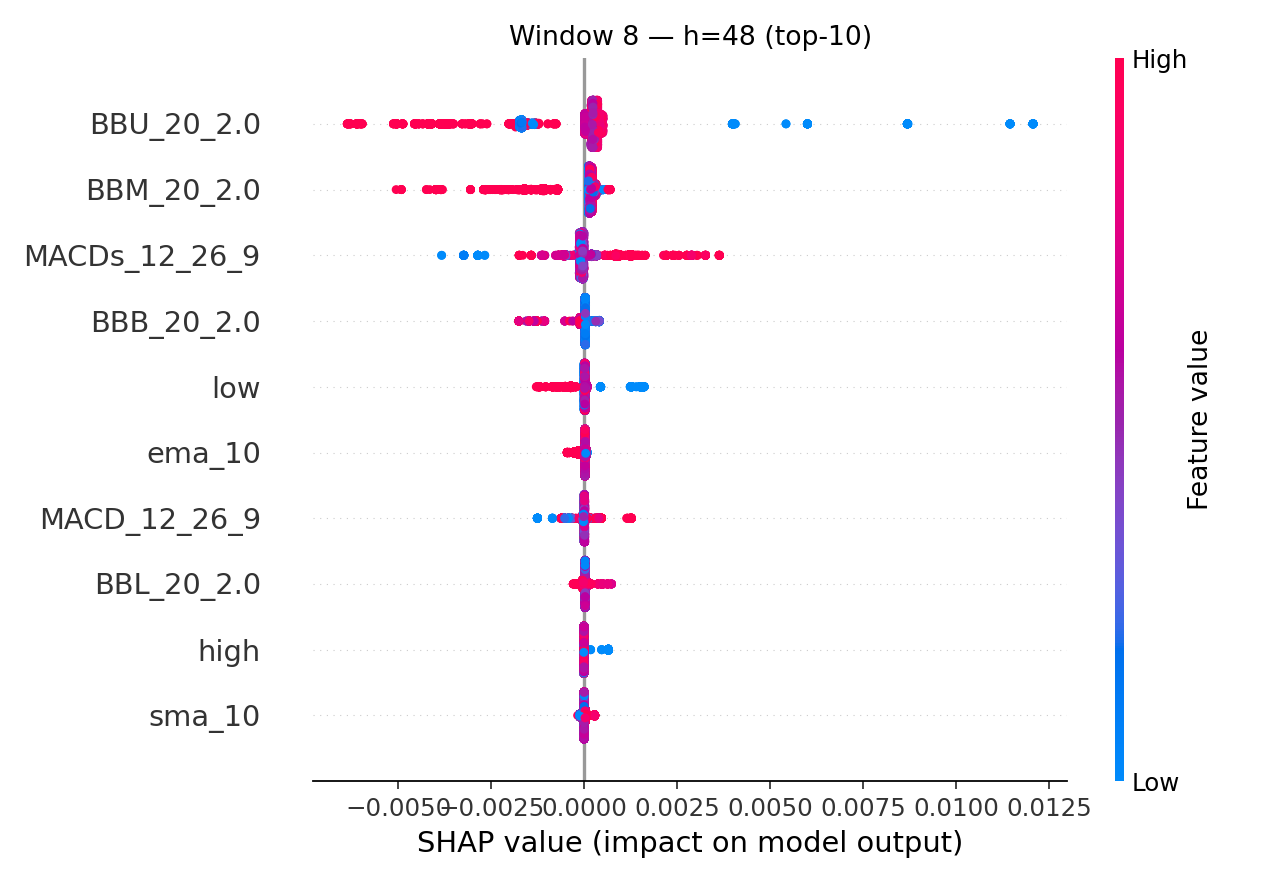 Window 8 — h=48 (top-10)
High
BBU_20_2.0
BBM_20_2.0
MACDs_12_26_9
BBB_20_2.0
low
ema_10
MACD_12_26_9
BBL_20_2.0
high
sma_10
Feature value
Low
−0.0050 −0.0025 0.0000 0.0025 0.0050 0.0075 0.0100 0.0125
SHAP value (impact on model output)